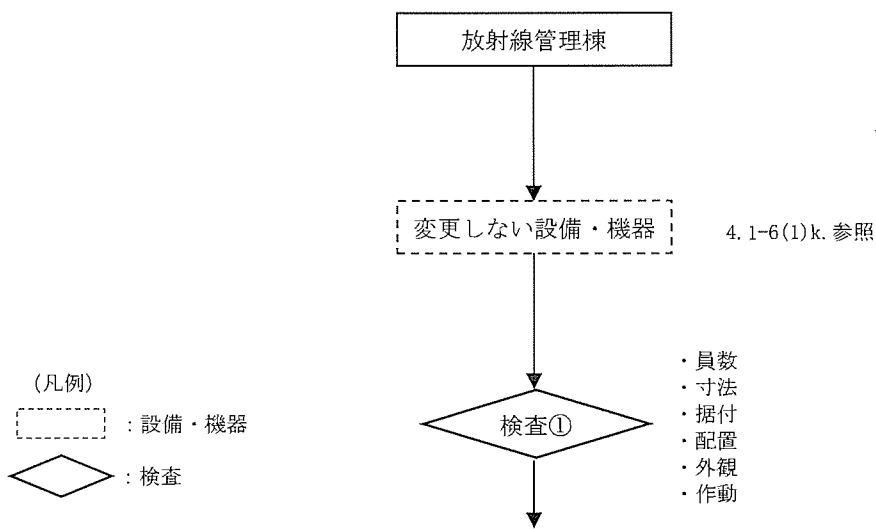 放射線管理棟
変更しない設備・機器
4.1-6(1)k.参照
・員数
・寸法
・据付
・配置
・外観
・作動
検査①
(凡例)
：設備・機器
：検査